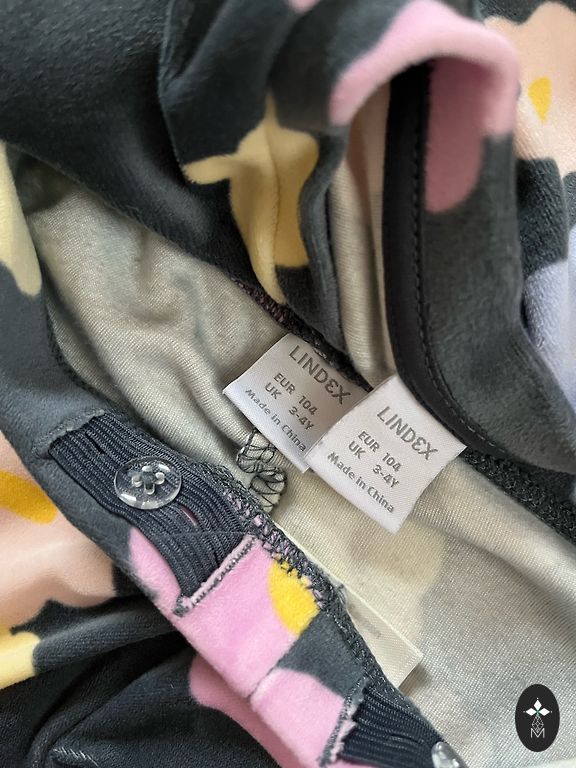 LINDEX
EUR 104
UK 3-4Y
Made in China
LINDEX
EUR 104
UK 3-4Y
Made in China